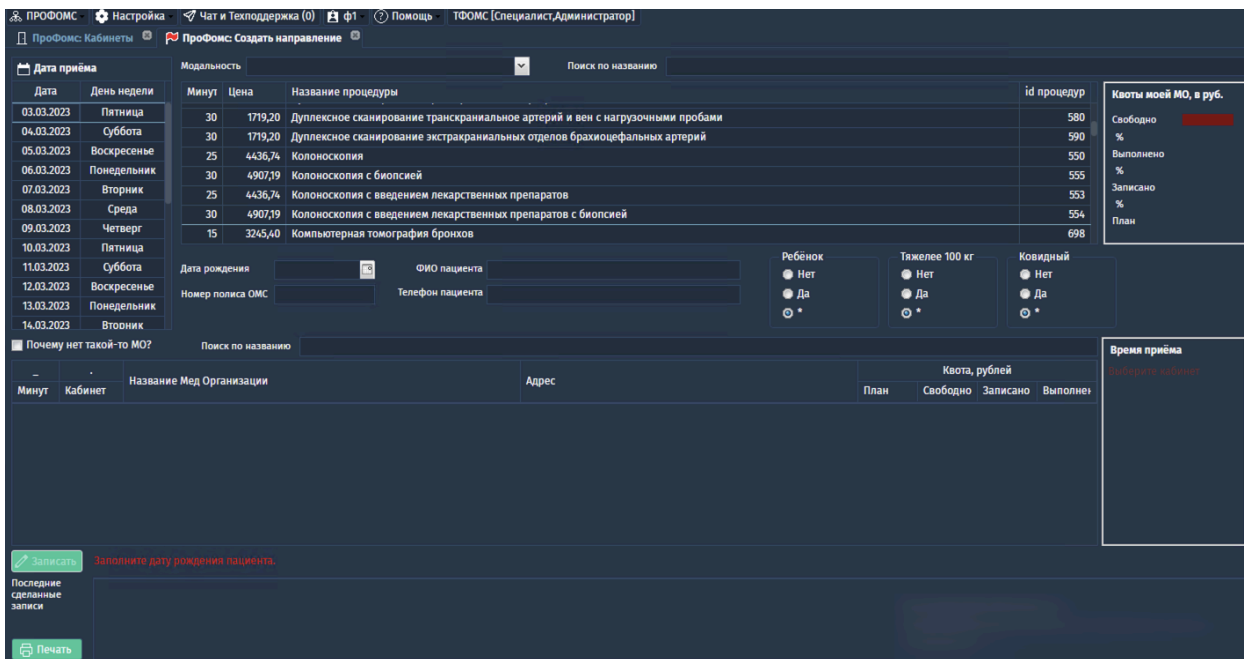 ПРОФОМС Настройка Чат и Техподдержка (0) ф1 Помощь ТФОМС [Специалист,Администратор]
ПроФомс: Кабинеты ПроФомс: Создать направление
Дата приёма
Дата День недели
03.03.2023 Пятница
04.03.2023 Суббота
05.03.2023 Воскресенье
06.03.2023 Понедельник
07.03.2023 Вторник
08.03.2023 Среда
09.03.2023 Четверг
10.03.2023 Пятница
11.03.2023 Суббота
12.03.2023 Воскресенье
13.03.2023 Понедельник
14.03.2023 Вторник
Модальность Поиск по названию
Минут Цена Название процедуры id процедур
30 1719,20 Дуплексное сканирование транскраниальное артерий и вен с нагрузочными пробами 580
30 1719,20 Дуплексное сканирование экстракраниальных отделов брахиоцефальных артерий 590
25 4436,74 Колоноскопия 550
30 4907,19 Колоноскопия с биопсией 555
25 4436,74 Колоноскопия с введением лекарственных препаратов 553
30 4907,19 Колоноскопия с введением лекарственных препаратов с биопсией 554
15 3245,40 Компьютерная томография бронхов 698
Квоты моей МО, в руб.
Свободно
%
Выполнено
%
Записано
%
План
Дата рождения ФИО пациента
Номер полиса ОМС Телефон пациента
Ребёнок Тяжелее 100 кг Ковидный
Нет Нет Нет
Да Да Да
* * *
Почему нет такой-то МО? Поиск по названию
Время приёма
Выберите кабинет
_ . Название Мед Организации Адрес Квота, рублей
Минут Кабинет План Свободно Записано Выполнен
Записать Заполните дату рождения пациента.
Последние
сделанные
записи
Печать